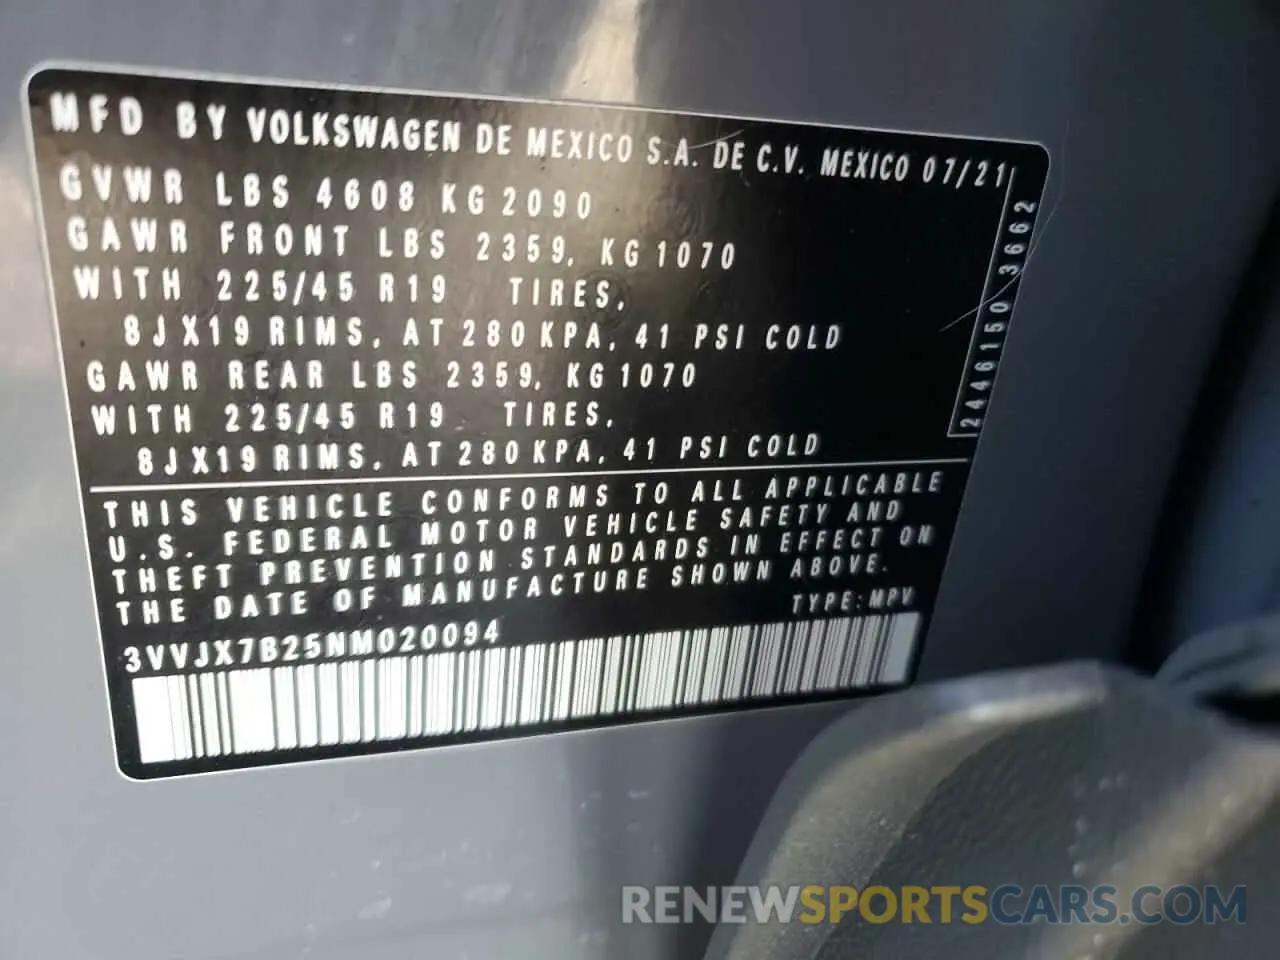 MFD BY VOLKSWAGEN DE MEXICO S.A. DE C.V. MEXICO 07/21
GVWR LBS 4608 KG 2090
GAWR FRONT LBS 2359, KG 1070
WITH 225/45 R19 TIRES,
8JX19 RIMS, AT 280 KPA, 41 PSI COLD
GAWR REAR LBS 2359, KG 1070
WITH 225/45 R19 TIRES,
8JX19 RIMS, AT 280 KPA, 41 PSI COLD
2446150 3662
THIS VEHICLE CONFORMS TO ALL APPLICABLE
U.S. FEDERAL MOTOR VEHICLE SAFETY AND
THEFT PREVENTION STANDARDS IN EFFECT ON
THE DATE OF MANUFACTURE SHOWN ABOVE.
TYPE: MPV
3VVJX7B25NM020094
RENEWSPORTSCARS.COM